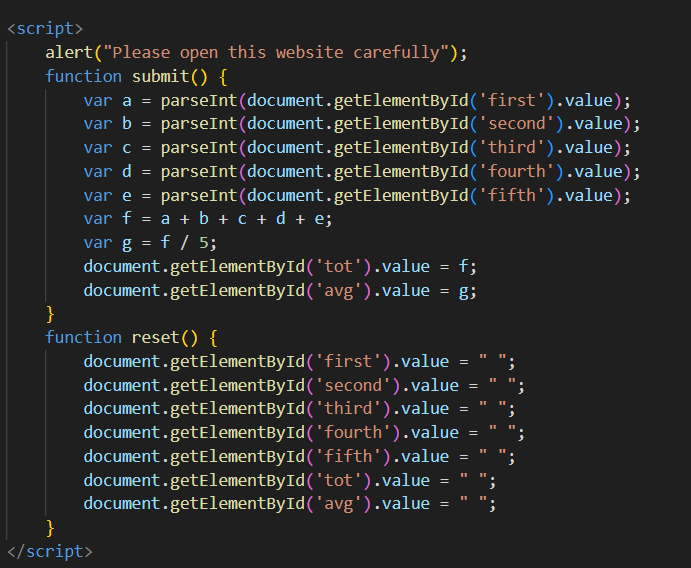 <script>
alert("Please open this website carefully");
function submit() {
var a = parseInt(document.getElementById('first').value);
var b = parseInt(document.getElementById('second').value);
var c = parseInt(document.getElementById('third').value);
var d = parseInt(document.getElementById('fourth').value);
var e = parseInt(document.getElementById('fifth').value);
var f = a + b + c + d + e;
var g = f / 5;
document.getElementById('tot').value = f;
document.getElementById('avg').value = g;
}
function reset() {
document.getElementById('first').value = " ";
document.getElementById('second').value = " ";
document.getElementById('third').value = " ";
document.getElementById('fourth').value = " ";
document.getElementById('fifth').value = " ";
document.getElementById('tot').value = " ";
document.getElementById('avg').value = " ";
}
</script>